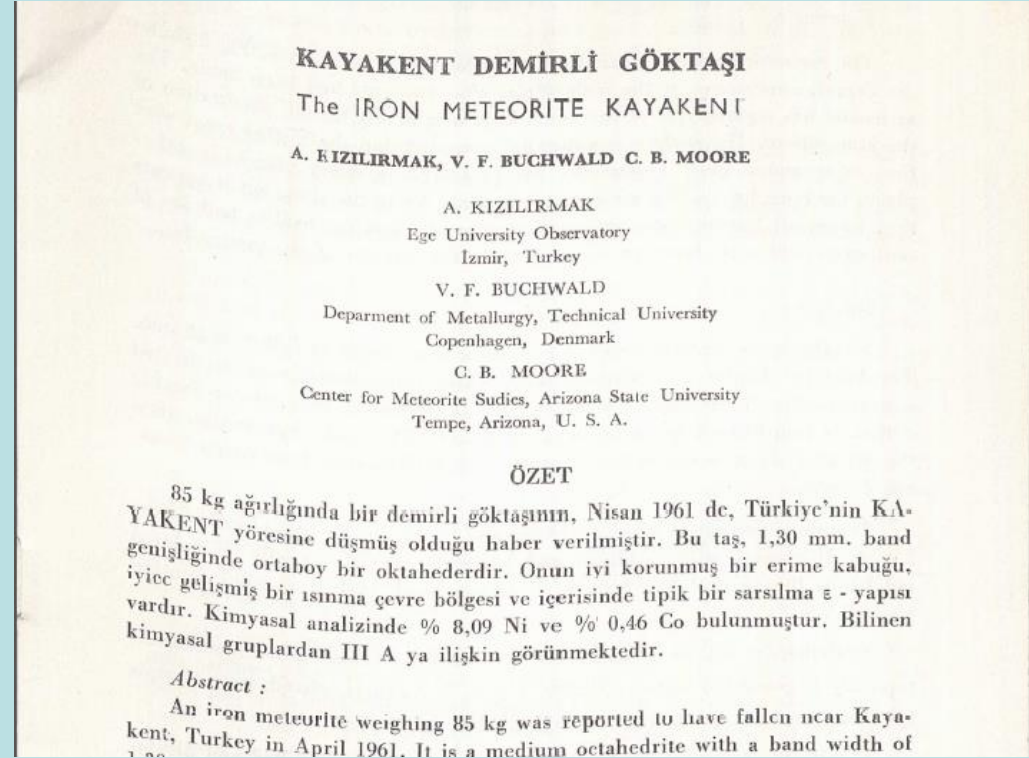 KAYAKENT DEMİRLİ GÖKTAŞI
The IRON METEORITE KAYAKENT
A. KIZILIRMAK, V. F. BUCHWALD C. B. MOORE
A. KIZILIRMAK
Ege University Observatory
İzmir, Turkey
V. F. BUCHWALD
Deparment of Metallurgy, Technical University
Copenhagen, Denmark
C. B. MOORE
Center for Meteorite Sudies, Arizona State University
Tempe, Arizona, U. S. A.
ÖZET
85 kg ağırlığında bir demirli göktaşının, Nisan 1961 de, Türkiye'nin KA-
YAKENT yöresine düşmüş olduğu haber verilmiştir. Bu taş, 1,30 mm. band
genişliğinde ortaboy bir oktahederdir. Onun iyi korunmuş bir erime kabuğu,
iyice gelişmiş bir ısınma çevre bölgesi ve içerisinde tipik bir sarsılma ε - yapısı
vardır. Kimyasal analizinde % 8,09 Ni ve % 0,46 Co bulunmuştur. Bilinen
kimyasal gruplardan III A ya ilişkin görünmektedir.
Abstract :
An iron meteorite weighing 85 kg was reported to have fallen near Kaya-
kent, Turkey in April 1961. It is a medium octahedrite with a band width of